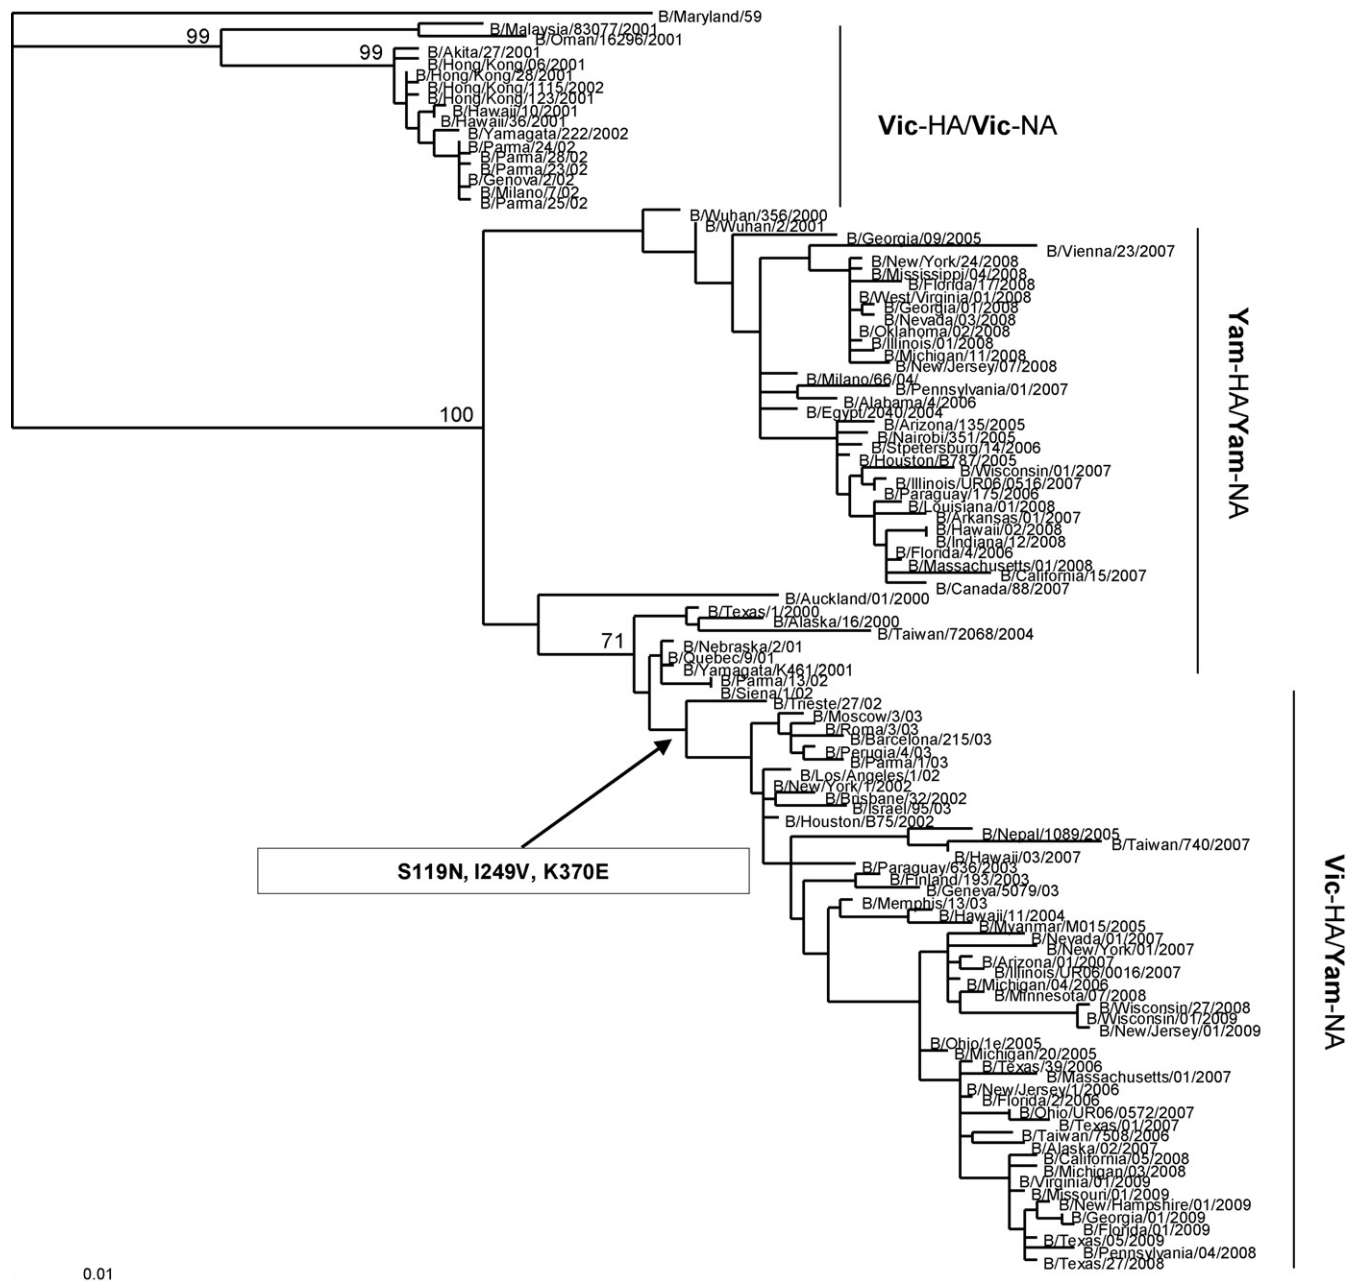 B/Maryland/59
99
B/Malaysia/83077/2001
B/Oman/16296/2001
99
B/Akita/27/2001
B/Hong/Kong/06/2001
B/Hong/Kong/28/2001
B/Hong/Kong/1115/2002
B/Hong/Kong/123/2001
B/Hawaii/10/2001
B/Hawaii/36/2001
B/Yamagata/222/2002
B/Parma/24/02
B/Parma/28/02
B/Parma/23/02
B/Genova/2/02
B/Milano/7/02
B/Parma/25/02
Vic-HA/Vic-NA
B/Wuhan/356/2000
B/Wuhan/2/2001
B/Georgia/09/2005
B/Vienna/23/2007
B/New/York/24/2008
B/Mississippi/04/2008
B/Florida/17/2008
B/West/Virginia/01/2008
B/Georgia/01/2008
B/Nevada/03/2008
B/Oklahoma/02/2008
B/Illinois/01/2008
B/Michigan/11/2008
B/New/Jersey/07/2008
B/Milano/66/04/
B/Pennsylvania/01/2007
B/Alabama/4/2006
B/Egypt/2040/2004
100
B/Arizona/135/2005
B/Nairobi/351/2005
B/Stpetersburg/14/2006
B/Houston/B787/2005
B/Wisconsin/01/2007
B/Illinois/UR06/0516/2007
B/Paraguay/175/2006
B/Louisiana/01/2008
B/Arkansas/01/2007
B/Hawaii/02/2008
B/Indiana/12/2008
B/Florida/4/2006
B/Massachusetts/01/2008
B/California/15/2007
B/Canada/88/2007
Yam-HA/Yam-NA
B/Auckland/01/2000
B/Texas/1/2000
B/Alaska/16/2000
B/Taiwan/72068/2004
71
B/Nebraska/2/01
B/Quebec/9/01
B/Yamagata/K461/2001
B/Parma/13/02
B/Siena/1/02
B/Trieste/27/02
B/Moscow/3/03
B/Roma/3/03
B/Barcelona/215/03
B/Perugia/4/03
B/Parma/1/03
B/Los/Angeles/1/02
B/New/York/1/2002
B/Brisbane/32/2002
B/Israel/95/03
B/Houston/B75/2002
B/Nepal/1089/2005
B/Taiwan/740/2007
B/Hawaii/03/2007
S119N, I249V, K370E
B/Paraguay/636/2003
B/Finland/193/2003
B/Geneva/5079/03
B/Memphis/13/03
B/Hawaii/11/2004
B/Myanmar/M015/2005
B/Nevada/01/2007
B/New/York/01/2007
B/Arizona/01/2007
B/Illinois/UR06/0016/2007
B/Michigan/04/2006
B/Minnesota/07/2008
B/Wisconsin/27/2008
B/Wisconsin/01/2009
B/New/Jersey/01/2009
Vic-HA/Yam-NA
B/Ohio/1e/2005
B/Michigan/20/2005
B/Texas/39/2006
B/Massachusetts/01/2007
B/New/Jersey/1/2006
B/Florida/2/2006
B/Ohio/UR06/0572/2007
B/Texas/01/2007
B/Taiwan/7508/2006
B/Alaska/02/2007
B/California/05/2008
B/Michigan/03/2008
B/Virginia/01/2009
B/Missouri/01/2009
B/New/Hampshire/01/2009
B/Georgia/01/2009
B/Florida/01/2009
B/Texas/05/2009
B/Pennsylvania/04/2008
B/Texas/27/2008
0.01